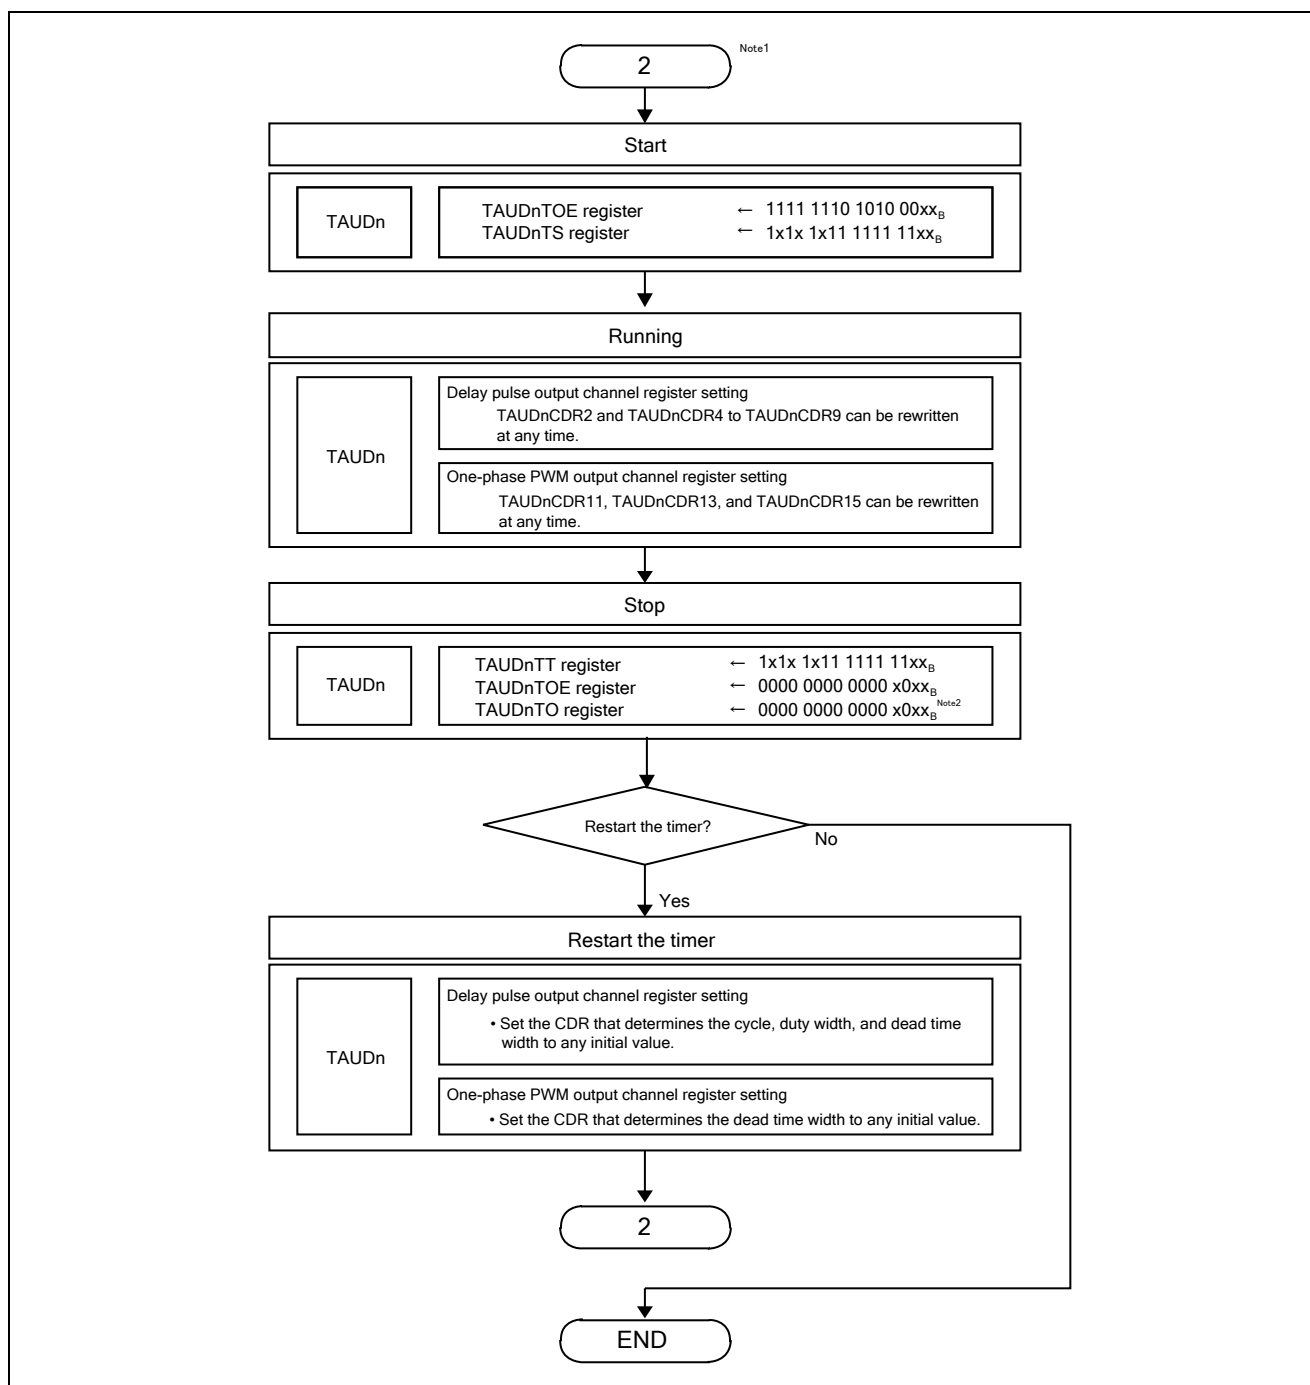 2
Note1
Start
TAUDn
TAUDnTOE register ← 1111 1110 1010 00xxB
TAUDnTS register ← 1x1x 1x11 1111 11xxB
Running
TAUDn
Delay pulse output channel register setting
TAUDnCDR2 and TAUDnCDR4 to TAUDnCDR9 can be rewritten
at any time.
One-phase PWM output channel register setting
TAUDnCDR11, TAUDnCDR13, and TAUDnCDR15 can be rewritten
at any time.
Stop
TAUDn
TAUDnTT register ← 1x1x 1x11 1111 11xxB
TAUDnTOE register ← 0000 0000 0000 x0xxB
TAUDnTO register ← 0000 0000 0000 x0xxB Note2
Restart the timer?
No
Yes
Restart the timer
TAUDn
Delay pulse output channel register setting
• Set the CDR that determines the cycle, duty width, and dead time
width to any initial value.
One-phase PWM output channel register setting
• Set the CDR that determines the dead time width to any initial value.
2
END